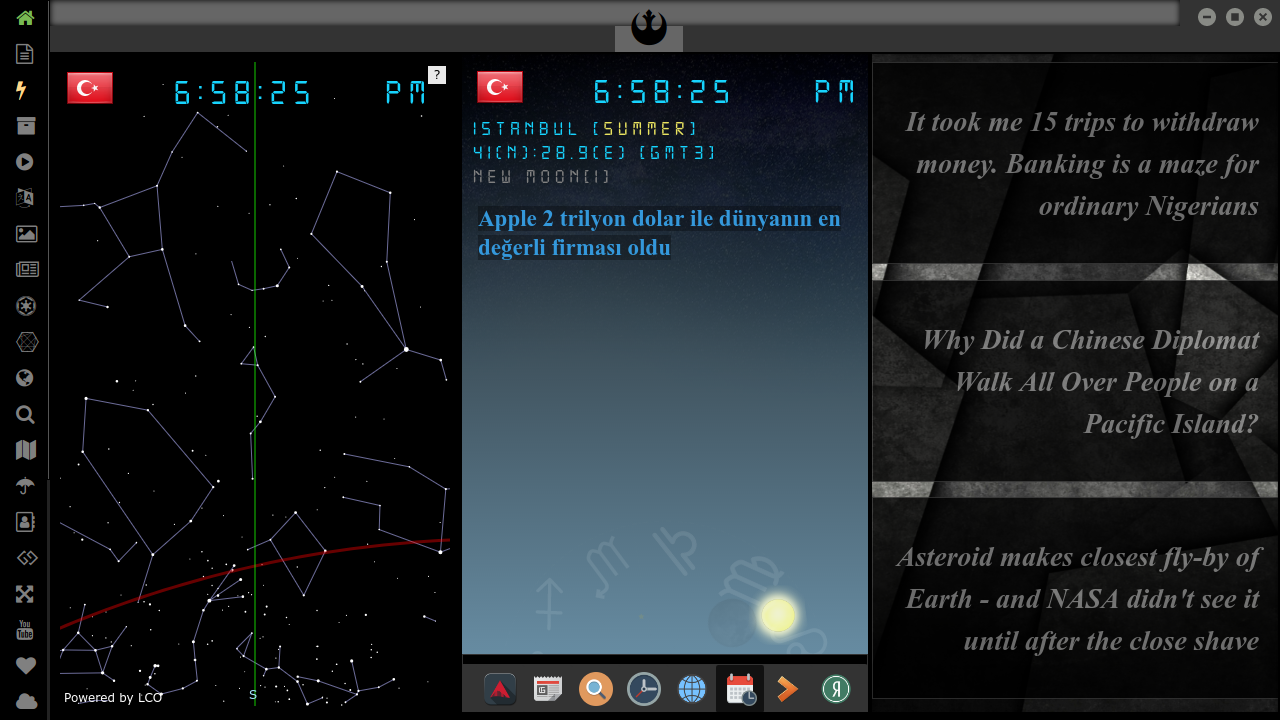 6:58:25 PM
?
Powered by LCO
S
6:58:25 PM
ISTANBUL (SUMMER)
41(N):28.9(E) (GMT3)
NEW MOON(1)
Apple 2 trilyon dolar ile dünyanın en
değerli firması oldu
It took me 15 trips to withdraw
money. Banking is a maze for
ordinary Nigerians
Why Did a Chinese Diplomat
Walk All Over People on a
Pacific Island?
Asteroid makes closest fly-by of
Earth - and NASA didn't see it
until after the close shave
You
Tube
Я